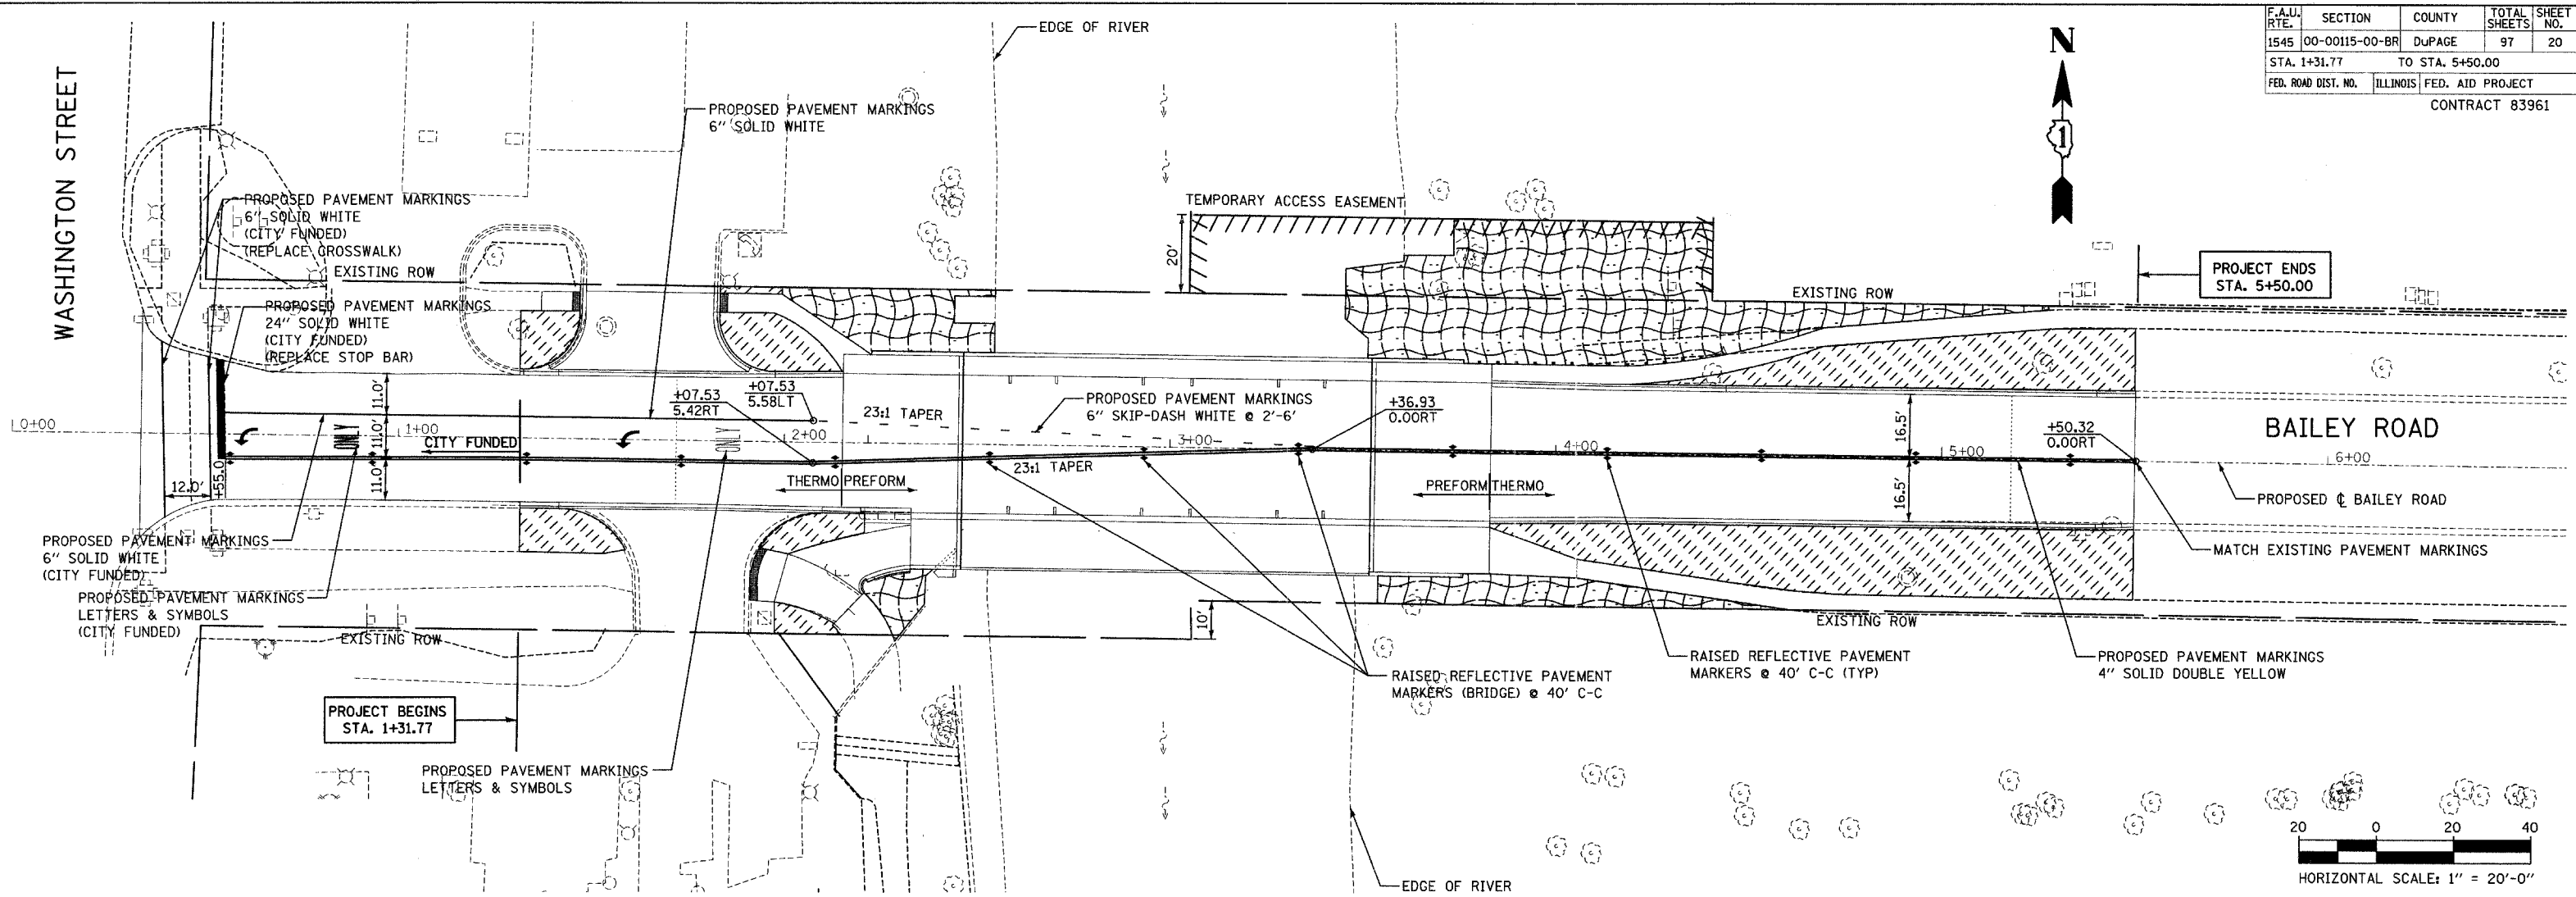 F.A.U. RTE. SECTION COUNTY TOTAL SHEETS SHEET NO.
1545 00-00115-00-BR DuPAGE 97 20
STA. 1+31.77 TO STA. 5+50.00
FED. ROAD DIST. NO. ILLINOIS FED. AID PROJECT
CONTRACT 83961
N
1
WASHINGTON STREET
EDGE OF RIVER
PROPOSED PAVEMENT MARKINGS
6" SOLID WHITE
PROPOSED PAVEMENT MARKINGS
6" SOLID WHITE
(CITY FUNDED)
(REPLACE CROSSWALK)
EXISTING ROW
PROPOSED PAVEMENT MARKINGS
24" SOLID WHITE
(CITY FUNDED)
(REPLACE STOP BAR)
TEMPORARY ACCESS EASEMENT
20'
EXISTING ROW
PROJECT ENDS
STA. 5+50.00
11.0'
11.0'
11.0'
+07.53
5.42RT
+07.53
5.58LT
23:1 TAPER
PROPOSED PAVEMENT MARKINGS
6" SKIP-DASH WHITE @ 2'-6'
+36.93
0.00RT
16.5'
16.5'
+50.32
0.00RT
BAILEY ROAD
0+00
ONLY
1+00
CITY FUNDED
ONLY
2+00
3+00
4+00
5+00
6+00
12.0'
+55.0
THERMO PREFORM
23:1 TAPER
PREFORM THERMO
PROPOSED ℄ BAILEY ROAD
MATCH EXISTING PAVEMENT MARKINGS
PROPOSED PAVEMENT MARKINGS
6" SOLID WHITE
(CITY FUNDED)
PROPOSED PAVEMENT MARKINGS
LETTERS & SYMBOLS
(CITY FUNDED)
EXISTING ROW
10'
EXISTING ROW
RAISED REFLECTIVE PAVEMENT
MARKERS (BRIDGE) @ 40' C-C
RAISED REFLECTIVE PAVEMENT
MARKERS @ 40' C-C (TYP)
PROPOSED PAVEMENT MARKINGS
4" SOLID DOUBLE YELLOW
PROJECT BEGINS
STA. 1+31.77
PROPOSED PAVEMENT MARKINGS
LETTERS & SYMBOLS
EDGE OF RIVER
20 0 20 40
HORIZONTAL SCALE: 1" = 20'-0"